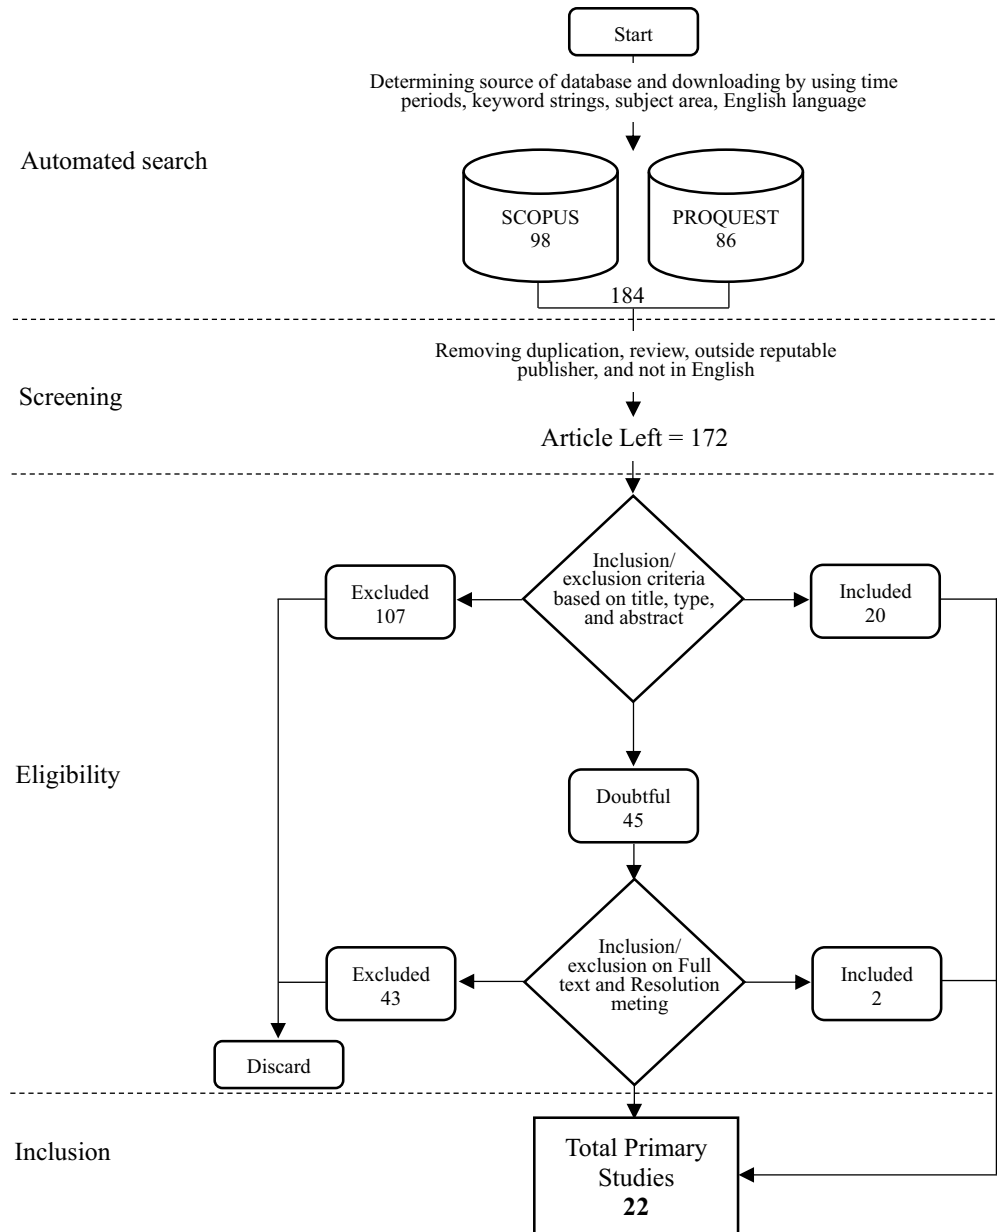 Start
Determining source of database and downloading by using time
periods, keyword strings, subject area, English language
Automated search
SCOPUS
98
PROQUEST
86
184
Removing duplication, review, outside reputable
publisher, and not in English
Screening
Article Left = 172
Inclusion/
exclusion criteria
based on title, type,
and abstract
Excluded
107
Included
20
Eligibility
Doubtful
45
Inclusion/
exclusion on Full
text and Resolution
meting
Excluded
43
Included
2
Discard
Inclusion
Total Primary
Studies
22